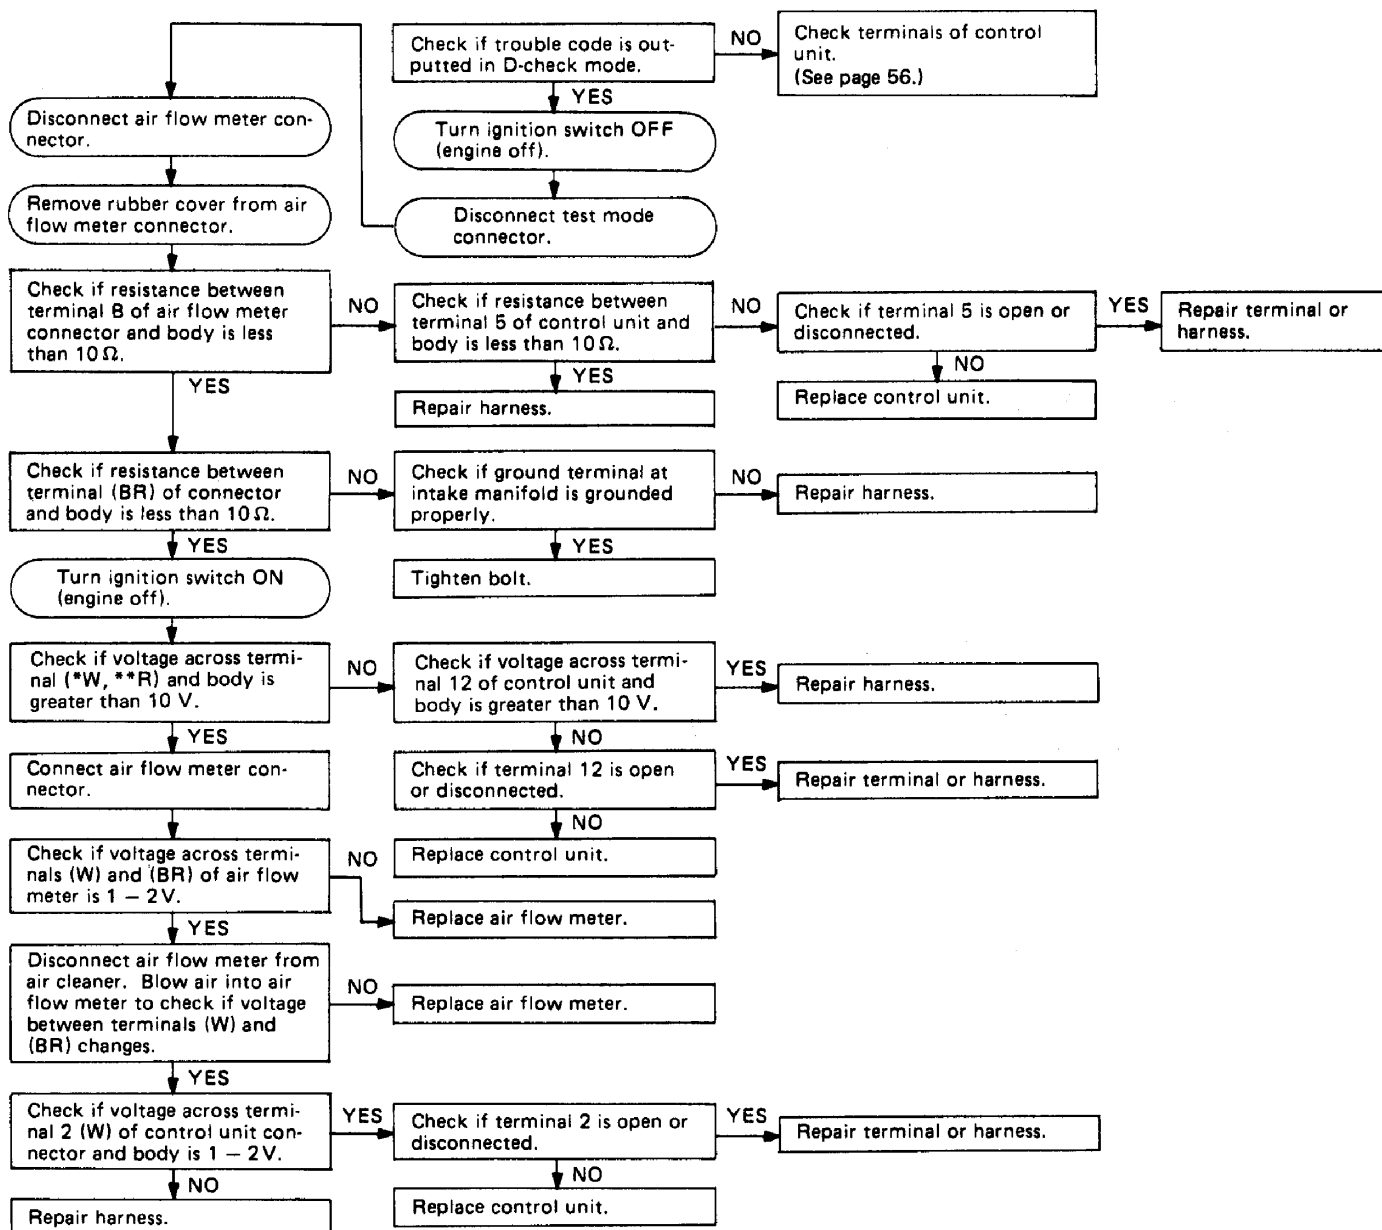 Check if trouble code is out-
putted in D-check mode.
NO
Check terminals of control
unit.
(See page 56.)
YES
Disconnect air flow meter con-
nector.
Turn ignition switch OFF
(engine off).
Remove rubber cover from air
flow meter connector.
Disconnect test mode
connector.
Check if resistance between
terminal B of air flow meter
connector and body is less
than 10Ω.
NO
Check if resistance between
terminal 5 of control unit and
body is less than 10Ω.
NO
Check if terminal 5 is open or
disconnected.
YES
Repair terminal or
harness.
YES
YES
NO
Repair harness.
Replace control unit.
Check if resistance between
terminal (BR) of connector
and body is less than 10Ω.
NO
Check if ground terminal at
intake manifold is grounded
properly.
NO
Repair harness.
YES
YES
Turn ignition switch ON
(engine off).
Tighten bolt.
Check if voltage across termi-
nal (*W, **R) and body is
greater than 10 V.
NO
Check if voltage across termi-
nal 12 of control unit and
body is greater than 10 V.
YES
Repair harness.
YES
NO
Connect air flow meter con-
nector.
Check if terminal 12 is open
or disconnected.
YES
Repair terminal or harness.
NO
Check if voltage across termi-
nals (W) and (BR) of air flow
meter is 1 – 2V.
NO
Replace control unit.
Replace air flow meter.
YES
Disconnect air flow meter from
air cleaner. Blow air into air
flow meter to check if voltage
between terminals (W) and
(BR) changes.
NO
Replace air flow meter.
YES
Check if voltage across termi-
nal 2 (W) of control unit con-
nector and body is 1 – 2V.
YES
Check if terminal 2 is open or
disconnected.
YES
Repair terminal or harness.
NO
NO
Repair harness.
Replace control unit.